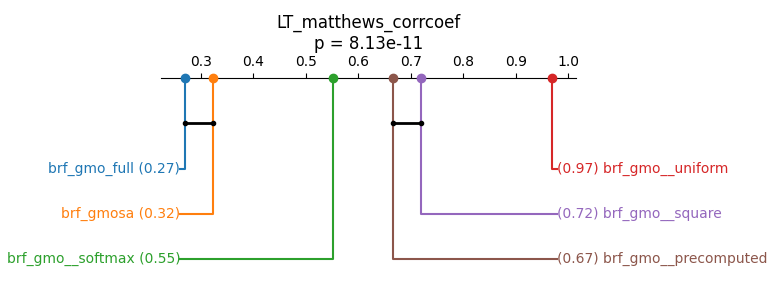 LT_matthews_corrcoef
p = 8.13e-11
0.3 0.4 0.5 0.6 0.7 0.8 0.9 1.0
brf_gmo_full (0.27) (0.97) brf_gmo__uniform
brf_gmosa (0.32) (0.72) brf_gmo__square
brf_gmo__softmax (0.55) (0.67) brf_gmo__precomputed